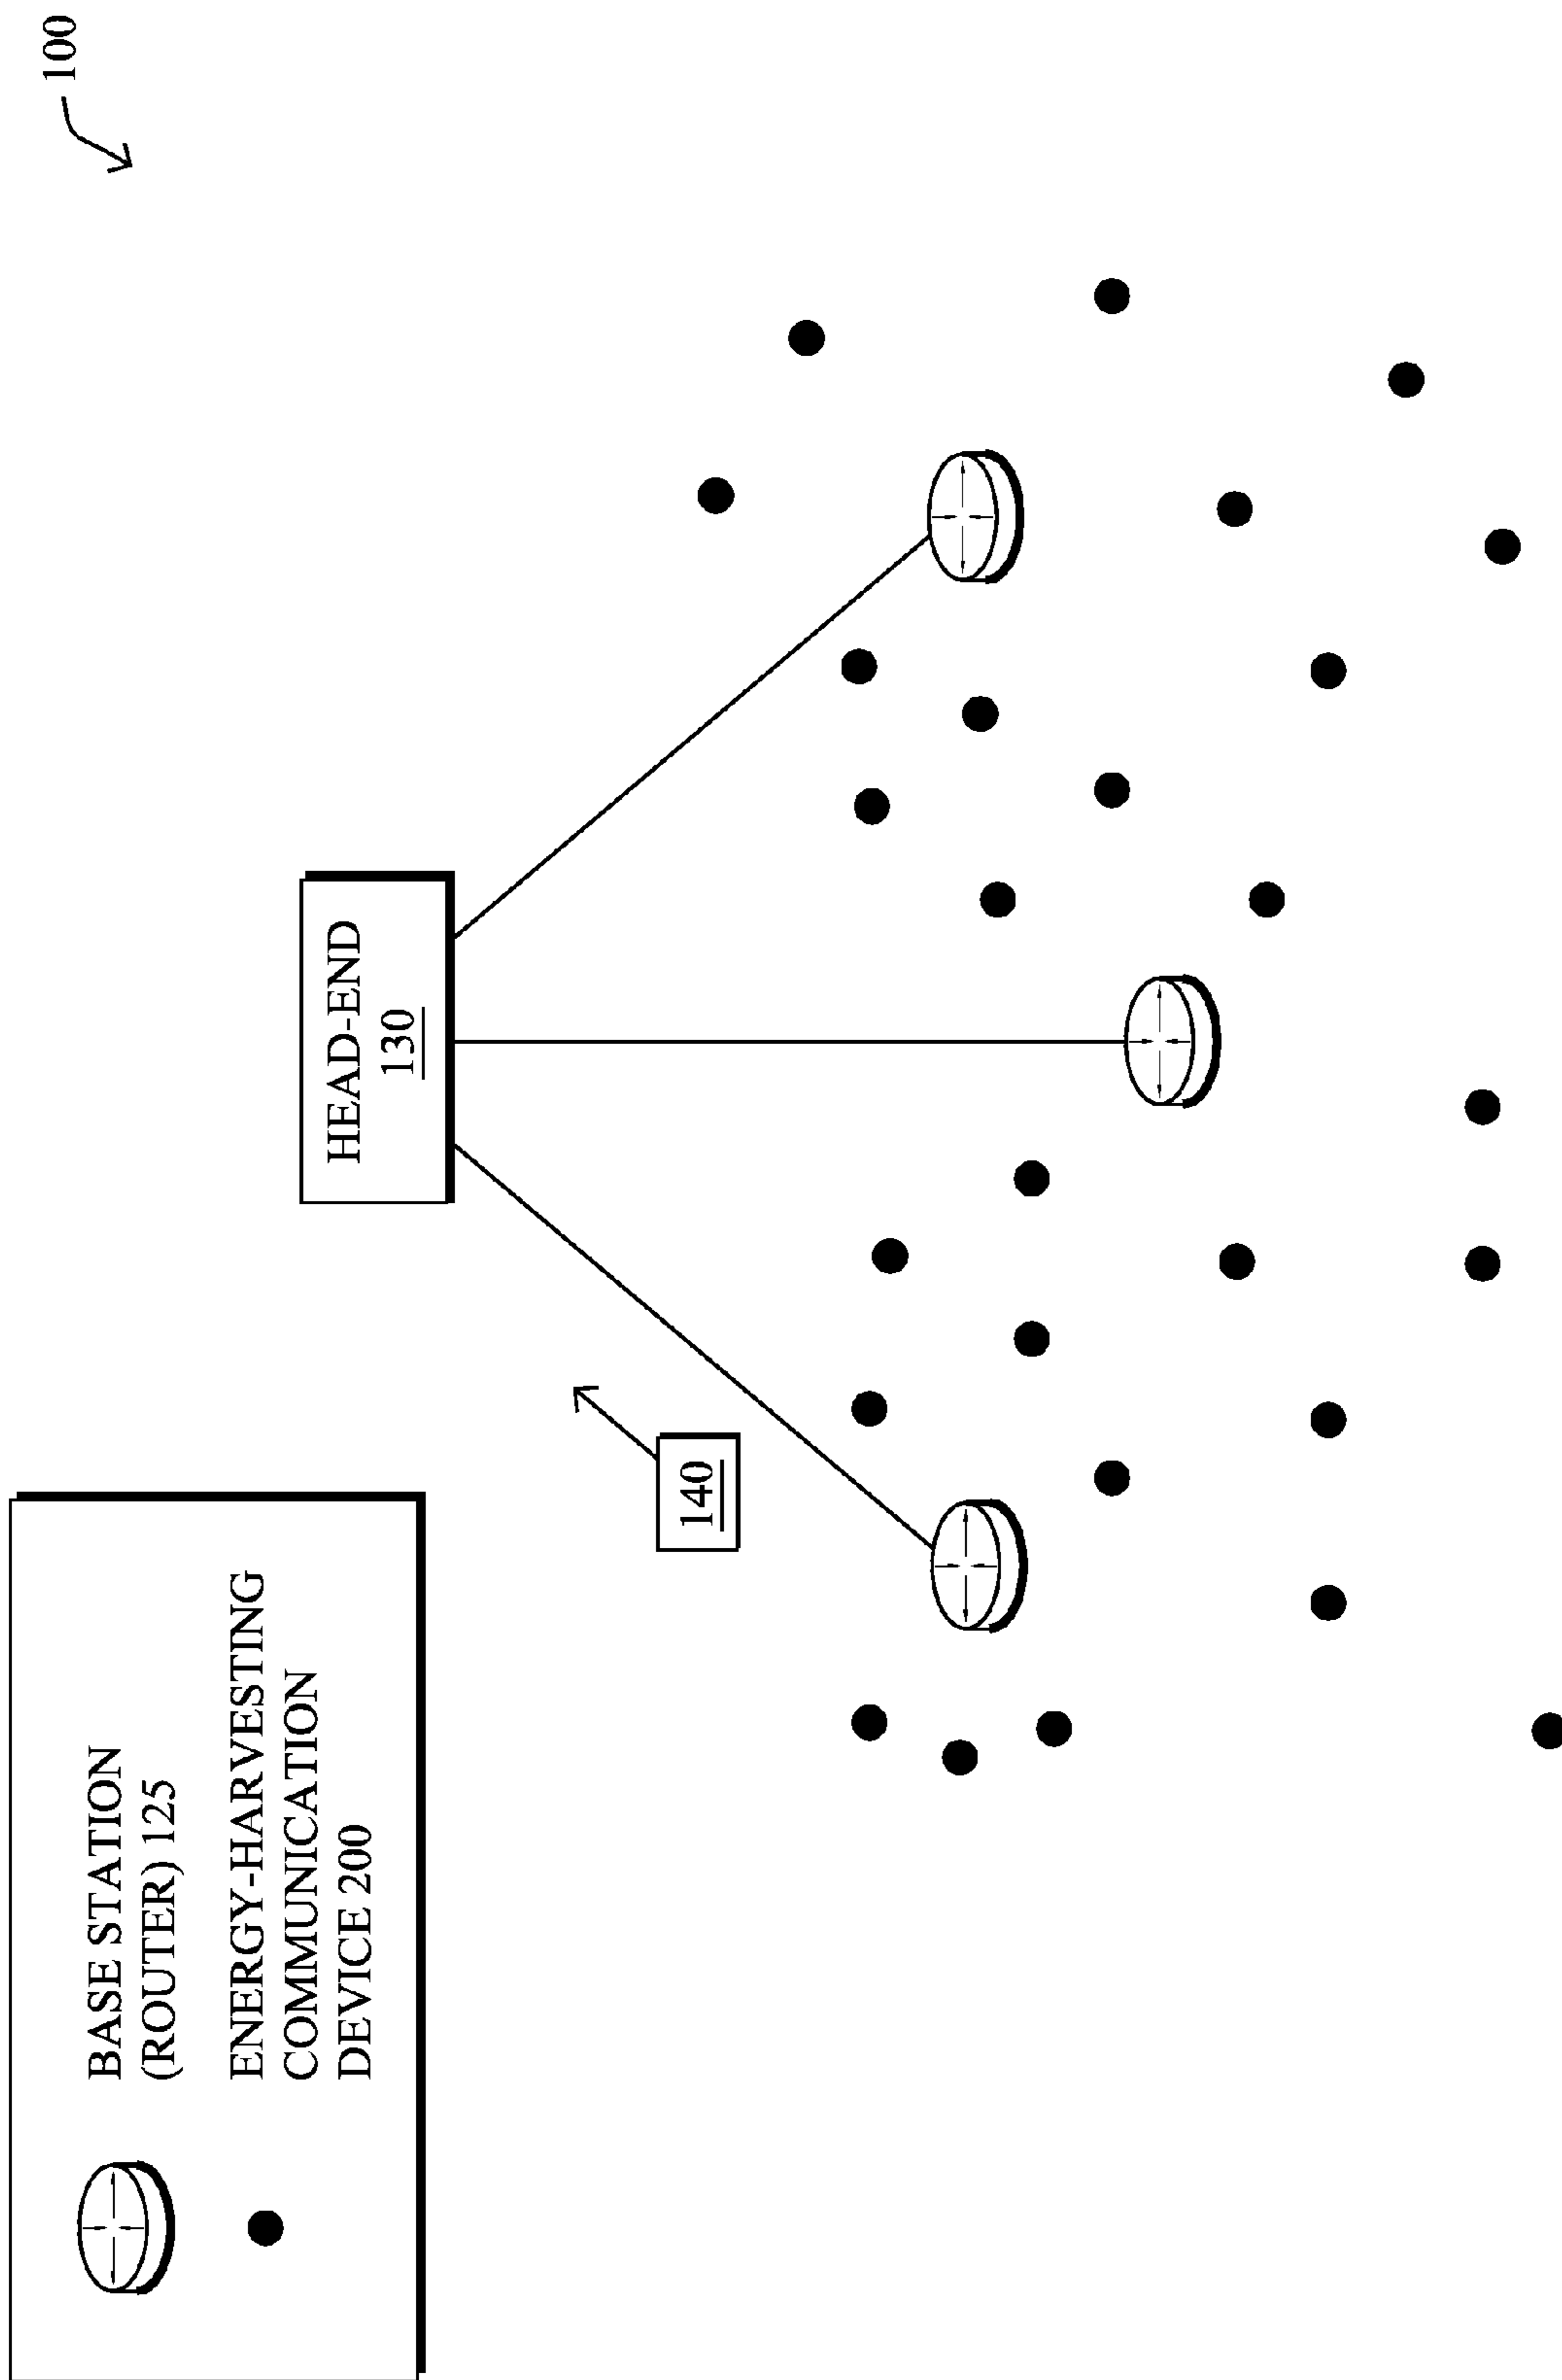 100
BASE STATION
(ROUTER) 125
ENERGY-HARVESTING
COMMUNICATION
DEVICE 200
HEAD-END
130
140